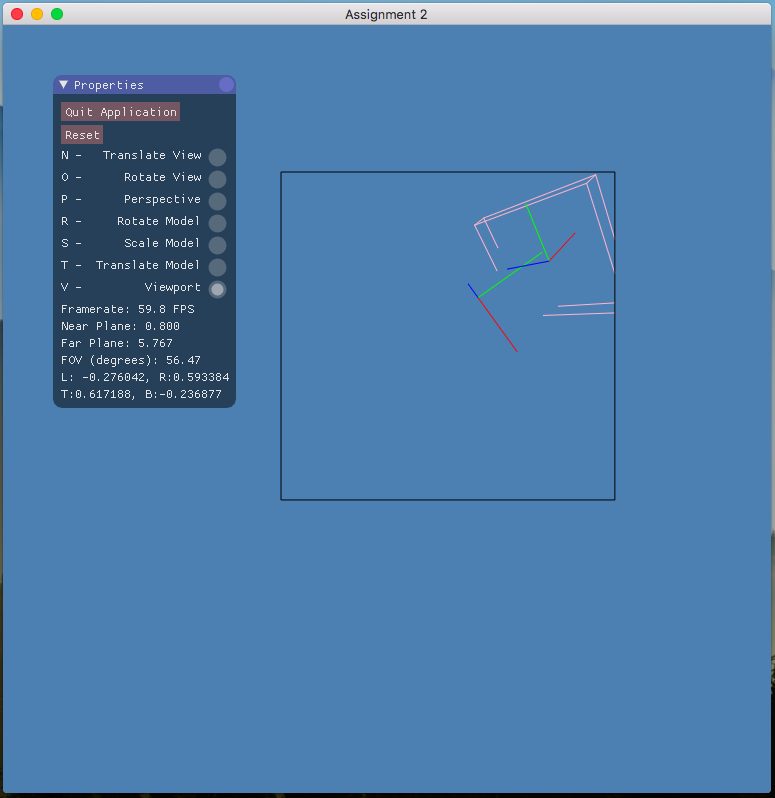 Assignment 2
Properties
Quit Application
Reset
N - Translate View
O - Rotate View
P - Perspective
R - Rotate Model
S - Scale Model
T - Translate Model
V - Viewport
Framerate: 59.8 FPS
Near Plane: 0.800
Far Plane: 5.767
FOV (degrees): 56.47
L: -0.276042, R:0.593384
T:0.617188, B:-0.236877